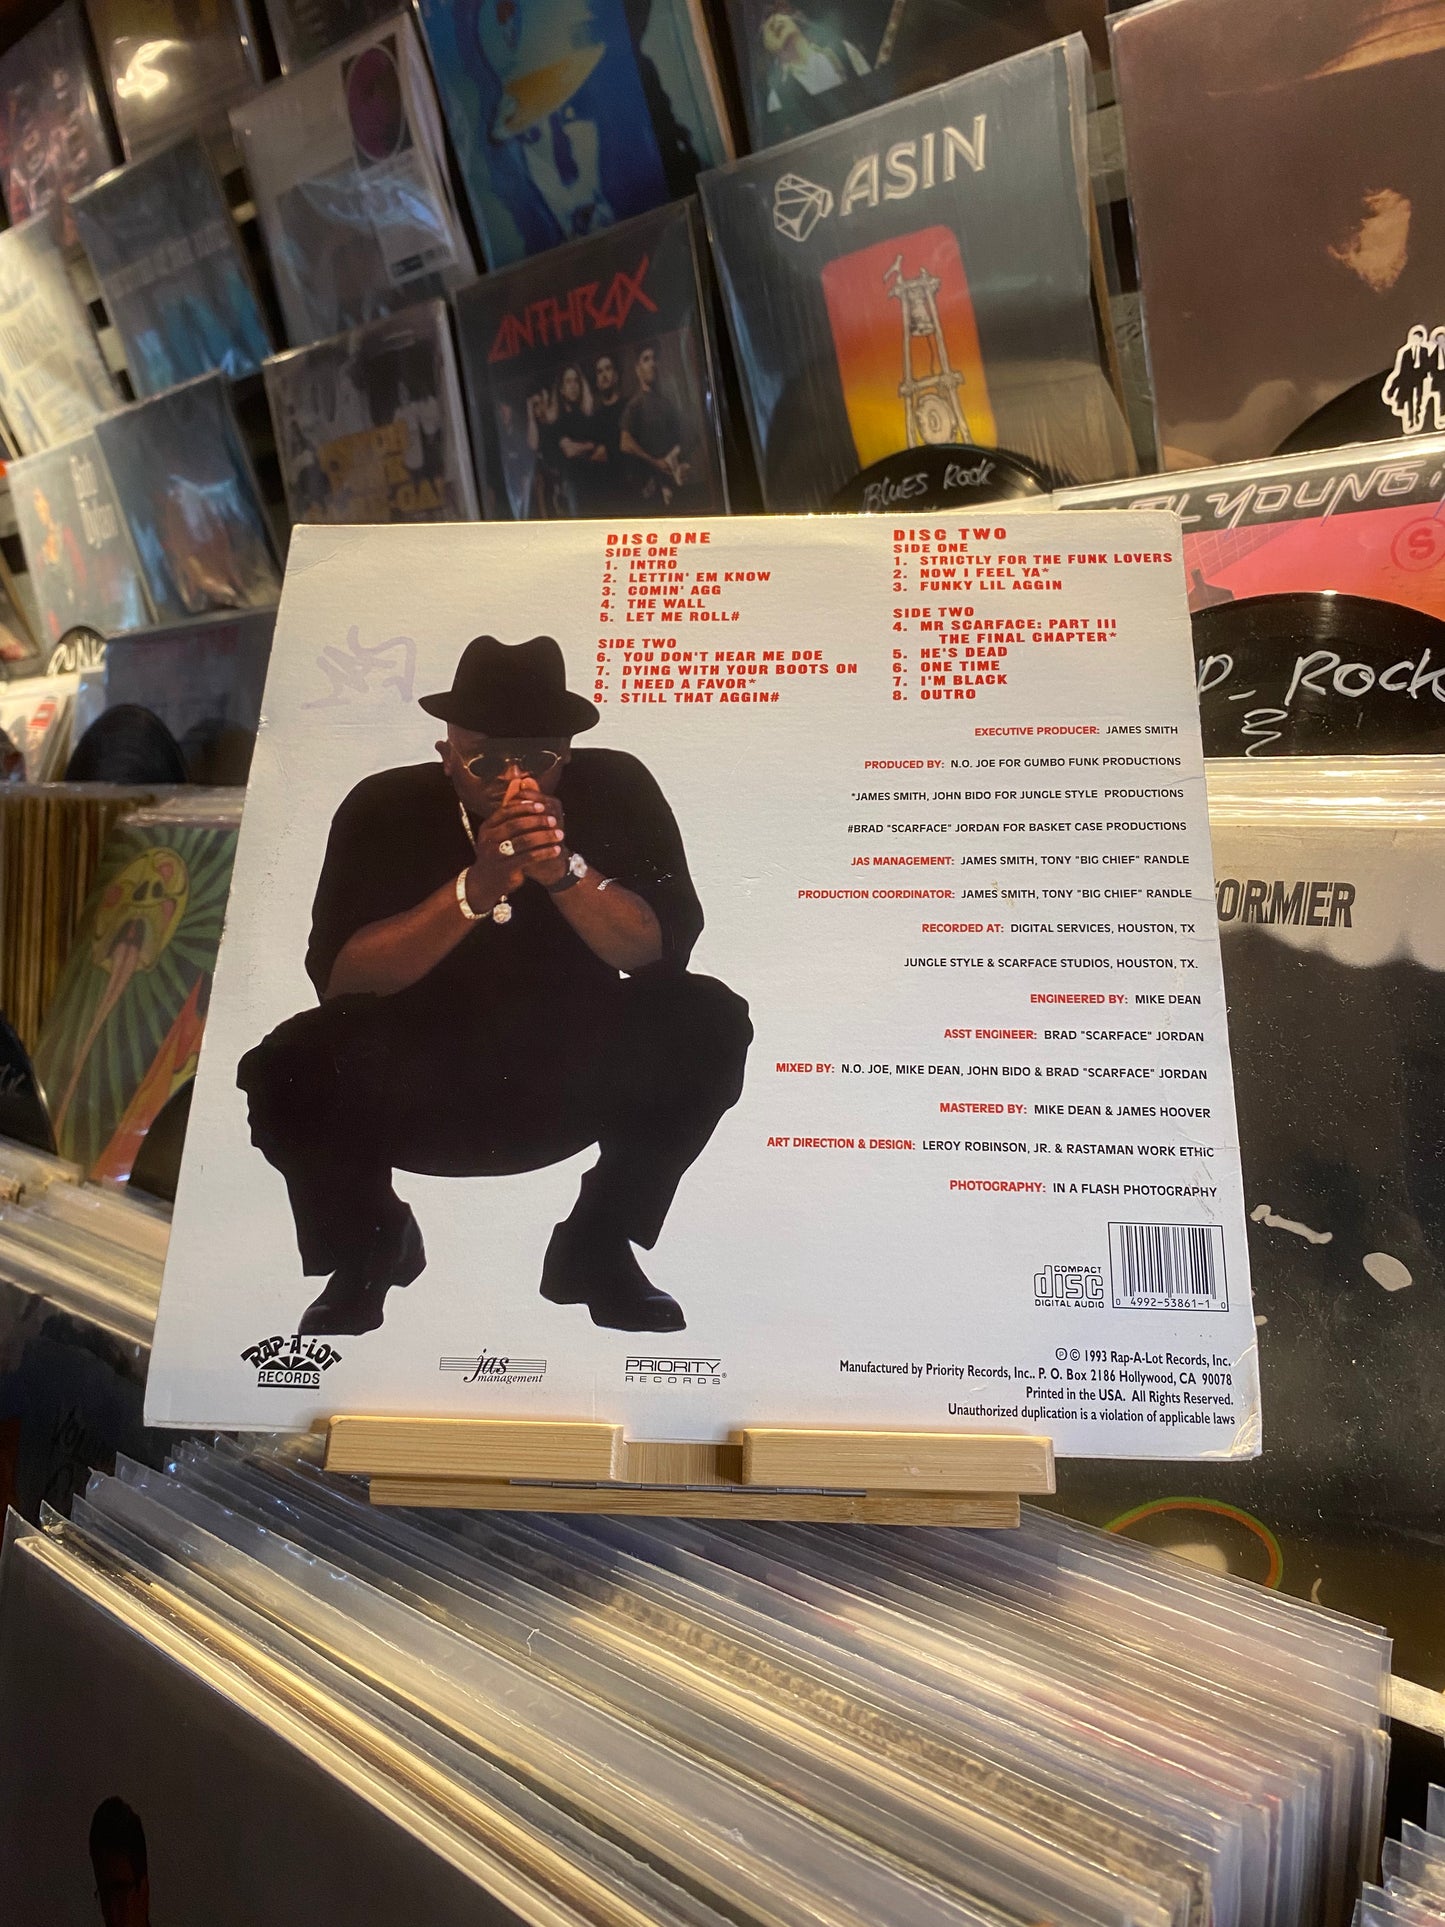 ASIN
ANTHRAX
BLUES ROCK
DISC ONE
SIDE ONE
1. INTRO
2. LETTIN' EM KNOW
3. COMIN' AGG
4. THE WALL
5. LET ME ROLL#
SIDE TWO
6. YOU DON'T HEAR ME DOE
7. DYING WITH YOUR BOOTS ON
8. I NEED A FAVOR*
9. STILL THAT AGGIN#
DISC TWO
SIDE ONE
1. STRICTLY FOR THE FUNK LOVERS
2. NOW I FEEL YA*
3. FUNKY LIL AGGIN
SIDE TWO
4. MR SCARFACE: PART III
THE FINAL CHAPTER*
5. HE'S DEAD
6. ONE TIME
7. I'M BLACK
8. OUTRO
EXECUTIVE PRODUCER: JAMES SMITH
PRODUCED BY: N.O. JOE FOR GUMBO FUNK PRODUCTIONS
*JAMES SMITH, JOHN BIDO FOR JUNGLE STYLE PRODUCTIONS
#BRAD "SCARFACE" JORDAN FOR BASKET CASE PRODUCTIONS
JAS MANAGEMENT: JAMES SMITH, TONY "BIG CHIEF" RANDLE
PRODUCTION COORDINATOR: JAMES SMITH, TONY "BIG CHIEF" RANDLE
RECORDED AT: DIGITAL SERVICES, HOUSTON, TX
JUNGLE STYLE & SCARFACE STUDIOS, HOUSTON, TX.
ENGINEERED BY: MIKE DEAN
ASST ENGINEER: BRAD "SCARFACE" JORDAN
MIXED BY: N.O. JOE, MIKE DEAN, JOHN BIDO & BRAD "SCARFACE" JORDAN
MASTERED BY: MIKE DEAN & JAMES HOOVER
ART DIRECTION & DESIGN: LEROY ROBINSON, JR. & RASTAMAN WORK ETHIC
PHOTOGRAPHY: IN A FLASH PHOTOGRAPHY
COMPACT
disc
DIGITAL AUDIO
0 4992-53861-1 0
RAP-A-LOT
RECORDS
jas
management
PRIORITY
RECORDS®
℗© 1993 Rap-A-Lot Records, Inc.
Manufactured by Priority Records, Inc.. P. O. Box 2186 Hollywood, CA 90078
Printed in the USA. All Rights Reserved.
Unauthorized duplication is a violation of applicable laws
YOUNG
S
P_ ROCK
ORMER